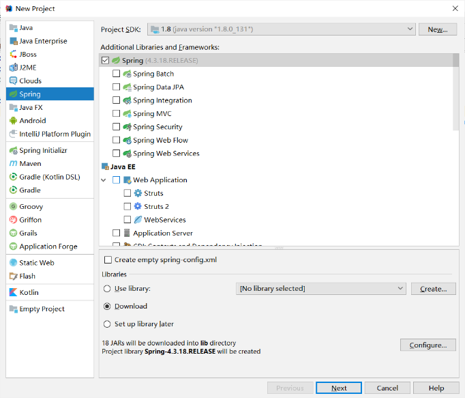 New Project
Java
Java Enterprise
JBoss
J2ME
Clouds
Spring
Java FX
Android
IntelliJ Platform Plugin
Spring Initializr
Maven
Gradle (Kotlin DSL)
Gradle
Groovy
Griffon
Grails
Application Forge
Static Web
Flash
Kotlin
Empty Project
Project SDK: 1.8 (java version "1.8.0_131") New...
Additional Libraries and Frameworks:
Spring (4.3.18.RELEASE)
Spring Batch
Spring Data JPA
Spring Integration
Spring MVC
Spring Security
Spring Web Flow
Spring Web Services
Java EE
Web Application
Struts
Struts 2
WebServices
Application Server
Create empty spring-config.xml
Libraries
Use library: [No library selected] Create...
Download
Set up library later
18 JARs will be downloaded into lib directory
Project library Spring-4.3.18.RELEASE will be created
Configure...
Previous Next Cancel Help